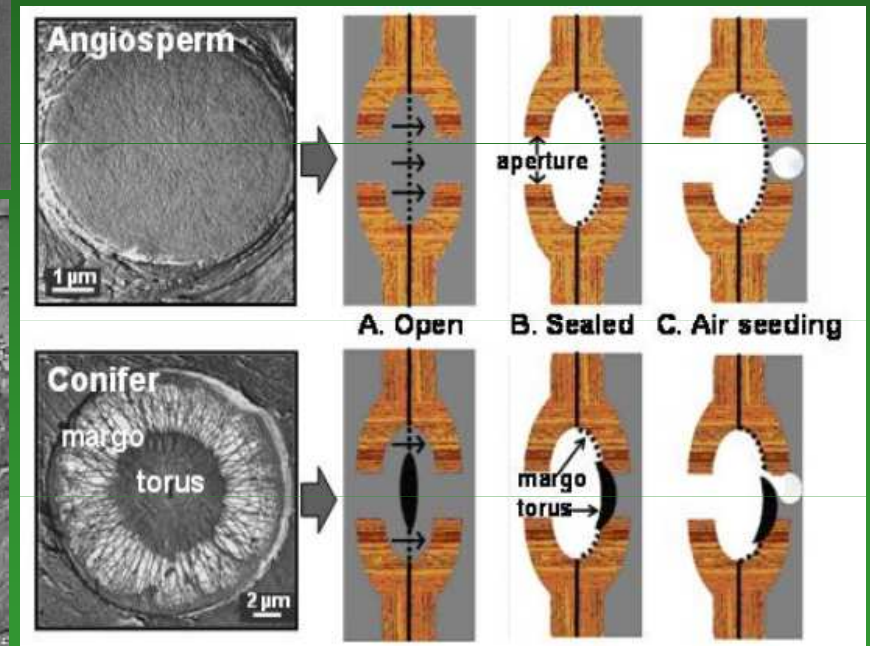 Angiosperm
1 µm
aperture
A. Open
B. Sealed
C. Air seeding
Conifer
margo
torus
2 µm
margo
torus